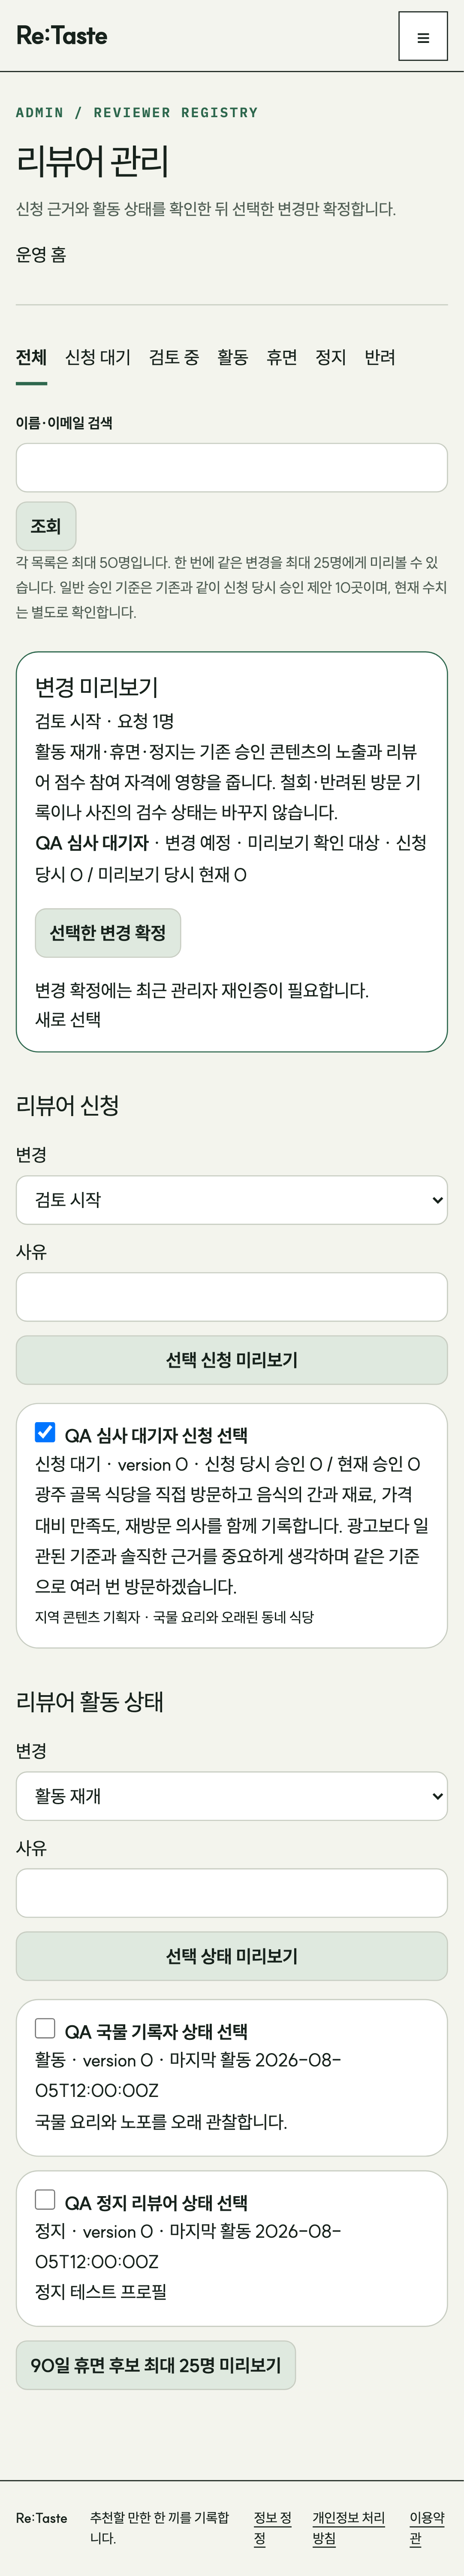 Re:Taste
≡
ADMIN / REVIEWER REGISTRY
리뷰어 관리
신청 근거와 활동 상태를 확인한 뒤 선택한 변경만 확정합니다.
운영 홈
전체 신청 대기 검토 중 활동 휴면 정지 반려
이름·이메일 검색
조회
각 목록은 최대 50명입니다. 한 번에 같은 변경을 최대 25명에게 미리볼 수 있
습니다. 일반 승인 기준은 기존과 같이 신청 당시 승인 제안 10곳이며, 현재 수치
는 별도로 확인합니다.
변경 미리보기
검토 시작 · 요청 1명
활동 재개·휴면·정지는 기존 승인 콘텐츠의 노출과 리뷰
어 점수 참여 자격에 영향을 줍니다. 철회·반려된 방문 기
록이나 사진의 검수 상태는 바꾸지 않습니다.
QA 심사 대기자 · 변경 예정 · 미리보기 확인 대상 · 신청
당시 0 / 미리보기 당시 현재 0
선택한 변경 확정
변경 확정에는 최근 관리자 재인증이 필요합니다.
새로 선택
리뷰어 신청
변경
검토 시작
사유
선택 신청 미리보기
QA 심사 대기자 신청 선택
신청 대기 · version 0 · 신청 당시 승인 0 / 현재 승인 0
광주 골목 식당을 직접 방문하고 음식의 간과 재료, 가격
대비 만족도, 재방문 의사를 함께 기록합니다. 광고보다 일
관된 기준과 솔직한 근거를 중요하게 생각하며 같은 기준
으로 여러 번 방문하겠습니다.
지역 콘텐츠 기획자 · 국물 요리와 오래된 동네 식당
리뷰어 활동 상태
변경
활동 재개
사유
선택 상태 미리보기
QA 국물 기록자 상태 선택
활동 · version 0 · 마지막 활동 2026-08-
05T12:00:00Z
국물 요리와 노포를 오래 관찰합니다.
QA 정지 리뷰어 상태 선택
정지 · version 0 · 마지막 활동 2026-08-
05T12:00:00Z
정지 테스트 프로필
90일 휴면 후보 최대 25명 미리보기
Re:Taste
추천할 만한 한 끼를 기록합
니다.
정보 정
정
개인정보 처리
방침
이용약
관